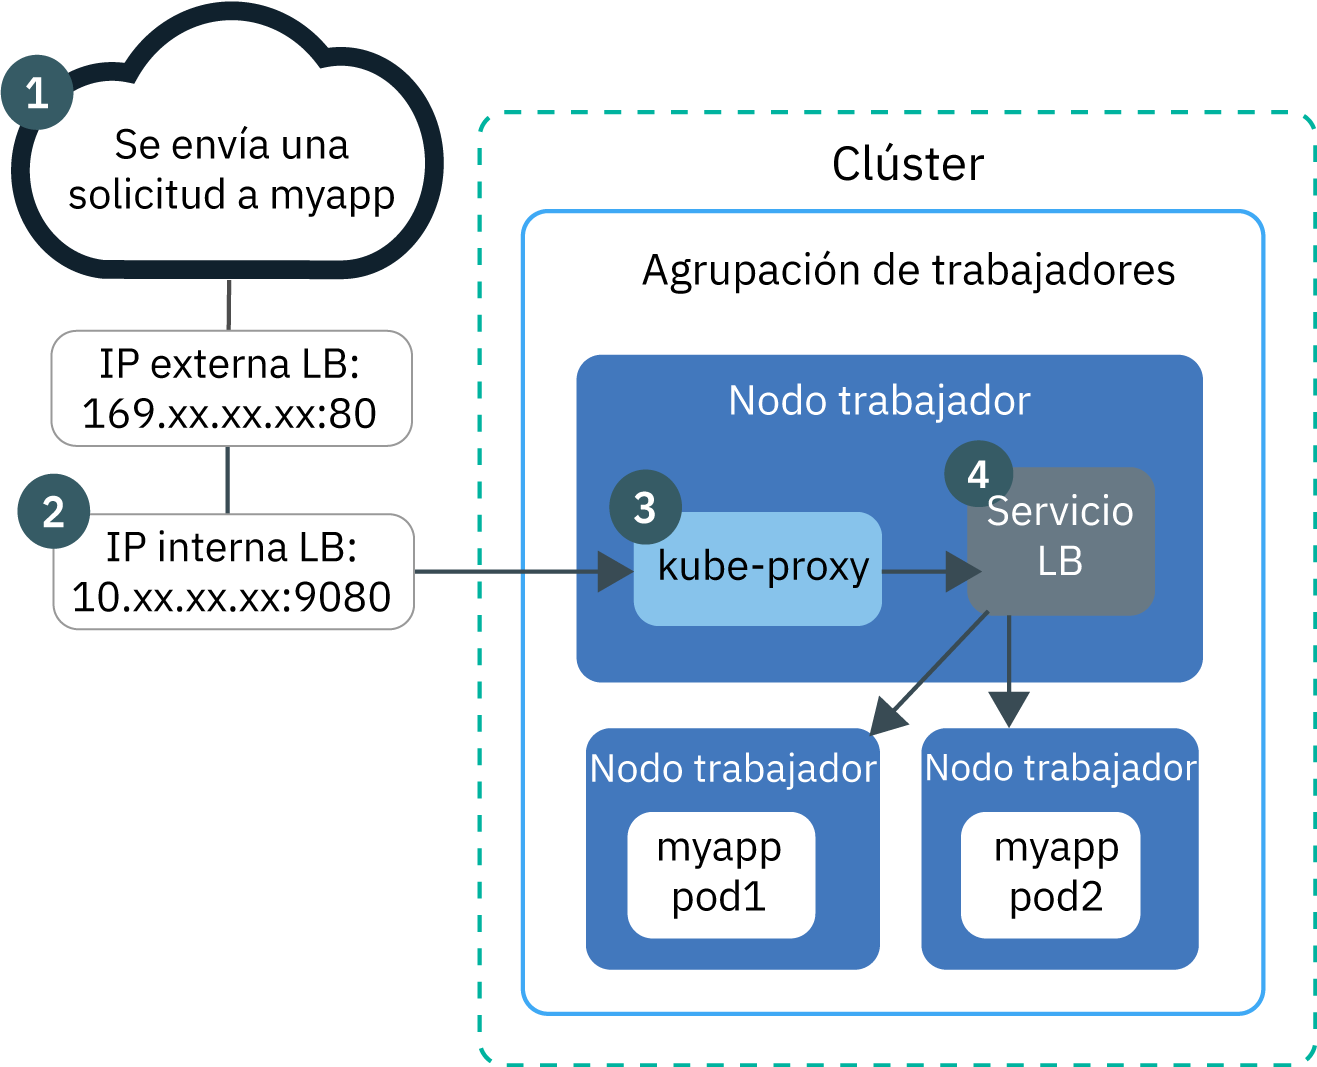 1
Se envía una
solicitud a myapp
IP externa LB:
169.xx.xx.xx:80
2
IP interna LB:
10.xx.xx.xx:9080
Clúster
Agrupación de trabajadores
Nodo trabajador
3
kube-proxy
4
Servicio
LB
Nodo trabajador
myapp
pod1
Nodo trabajador
myapp
pod2